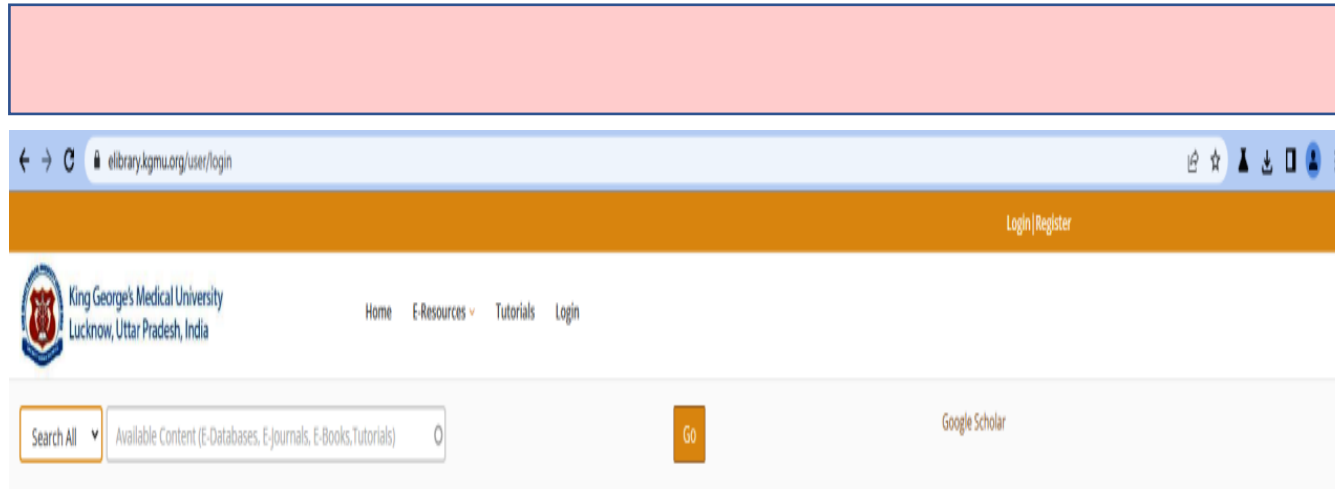 elibrary.kgmu.org/user/login
Login|Register
King George's Medical University
Lucknow, Uttar Pradesh, India
Home E-Resources Tutorials Login
Search All Available Content (E-Databases, E-Journals, E-Books,Tutorials) Go Google Scholar